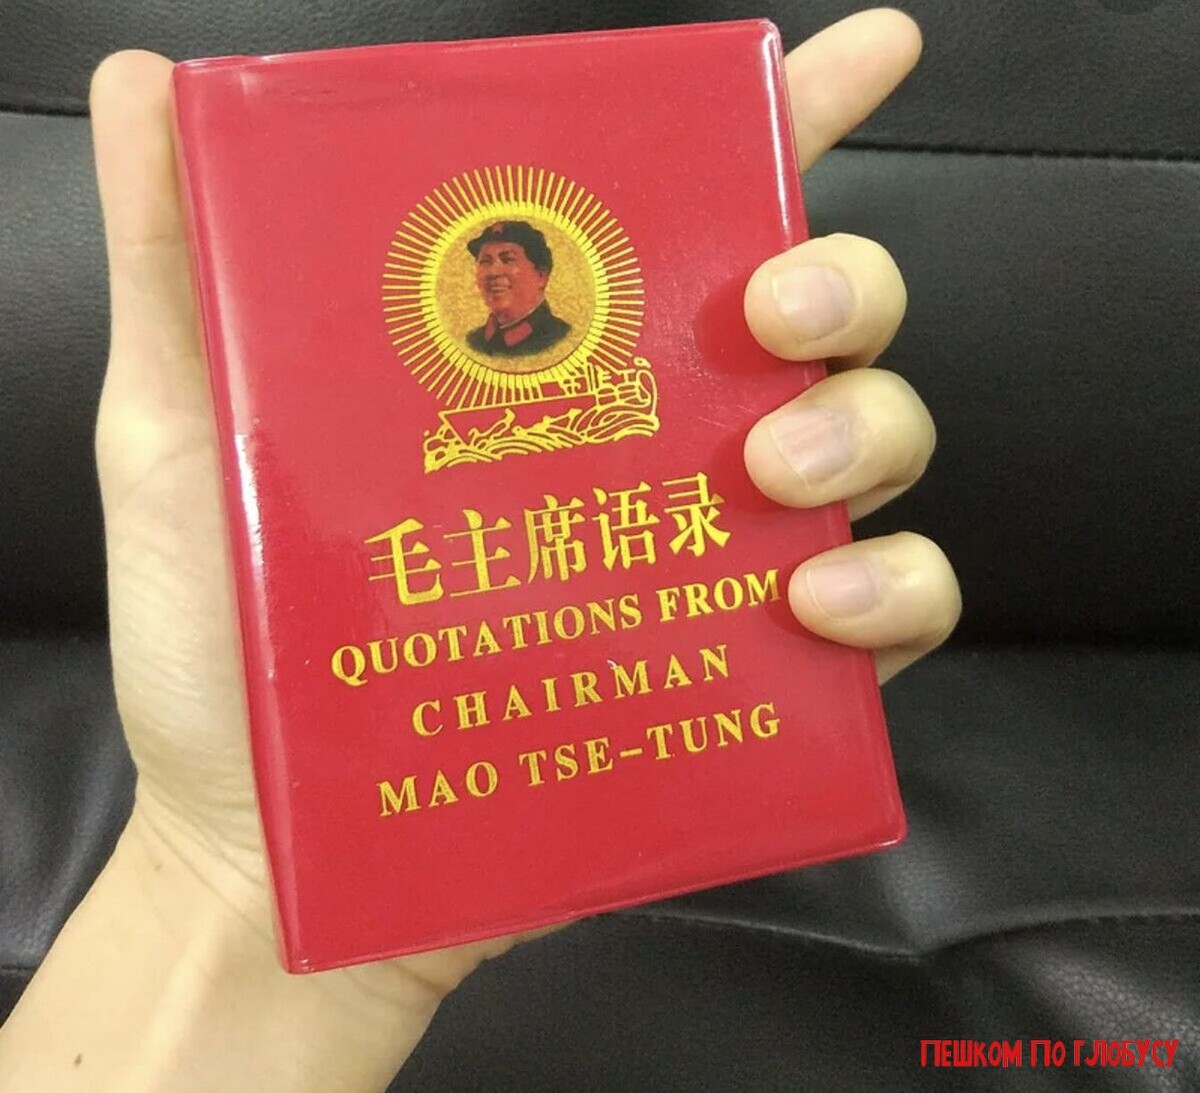 毛主席语录
QUOTATIONS FROM
CHAIRMAN
MAO TSE-TUNG
ПЕШКОМ ПО ГЛОБУСУ